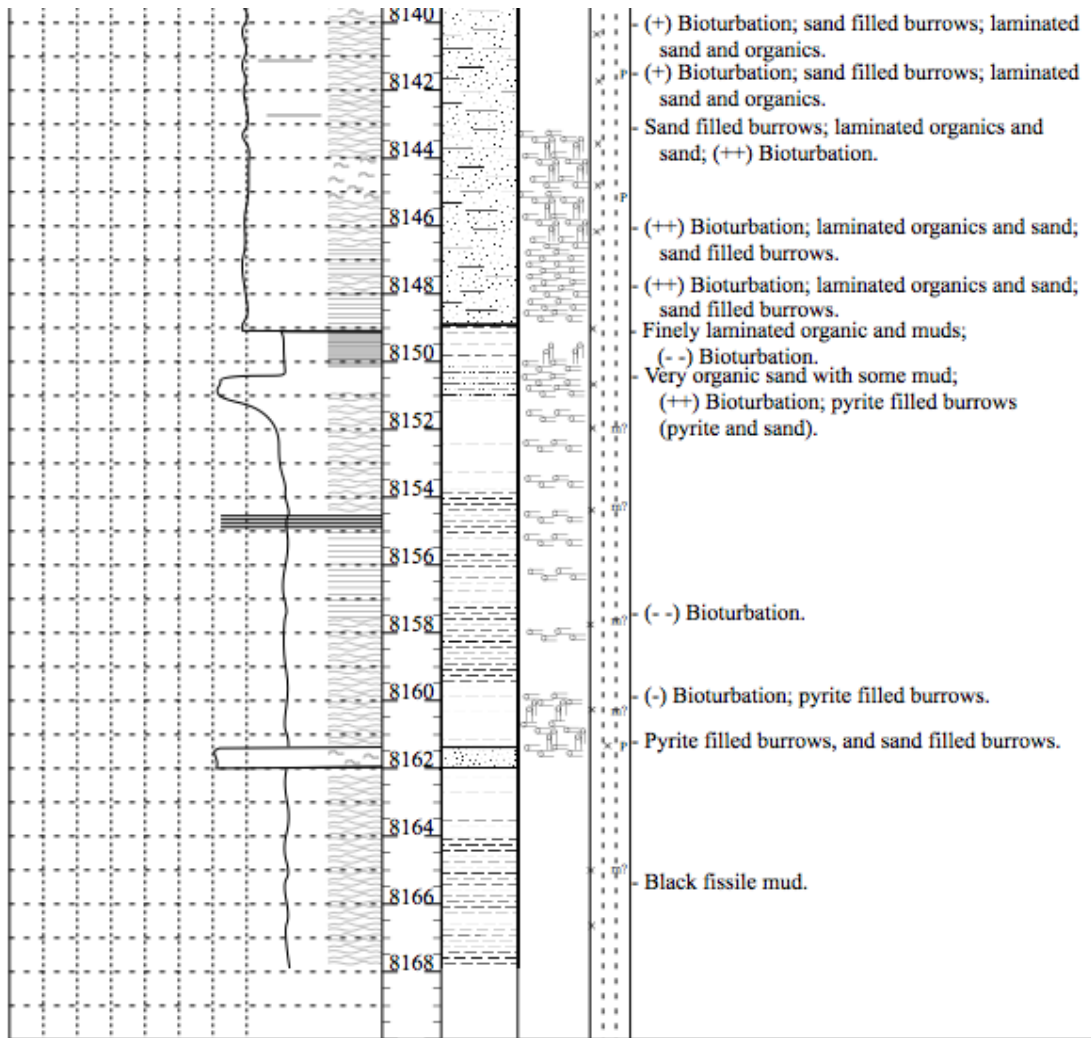 8140
8142
8144
8146
8148
8150
8152
8154
8156
8158
8160
8162
8164
8166
8168
P
P
m?
m?
m?
m?
P
m?
- (+) Bioturbation; sand filled burrows; laminated
sand and organics.
- (+) Bioturbation; sand filled burrows; laminated
sand and organics.
- Sand filled burrows; laminated organics and
sand; (++) Bioturbation.
- (++) Bioturbation; laminated organics and sand;
sand filled burrows.
- (++) Bioturbation; laminated organics and sand;
sand filled burrows.
- Finely laminated organic and muds;
(- -) Bioturbation.
- Very organic sand with some mud;
(++) Bioturbation; pyrite filled burrows
(pyrite and sand).
- (- -) Bioturbation.
- (-) Bioturbation; pyrite filled burrows.
- Pyrite filled burrows, and sand filled burrows.
- Black fissile mud.